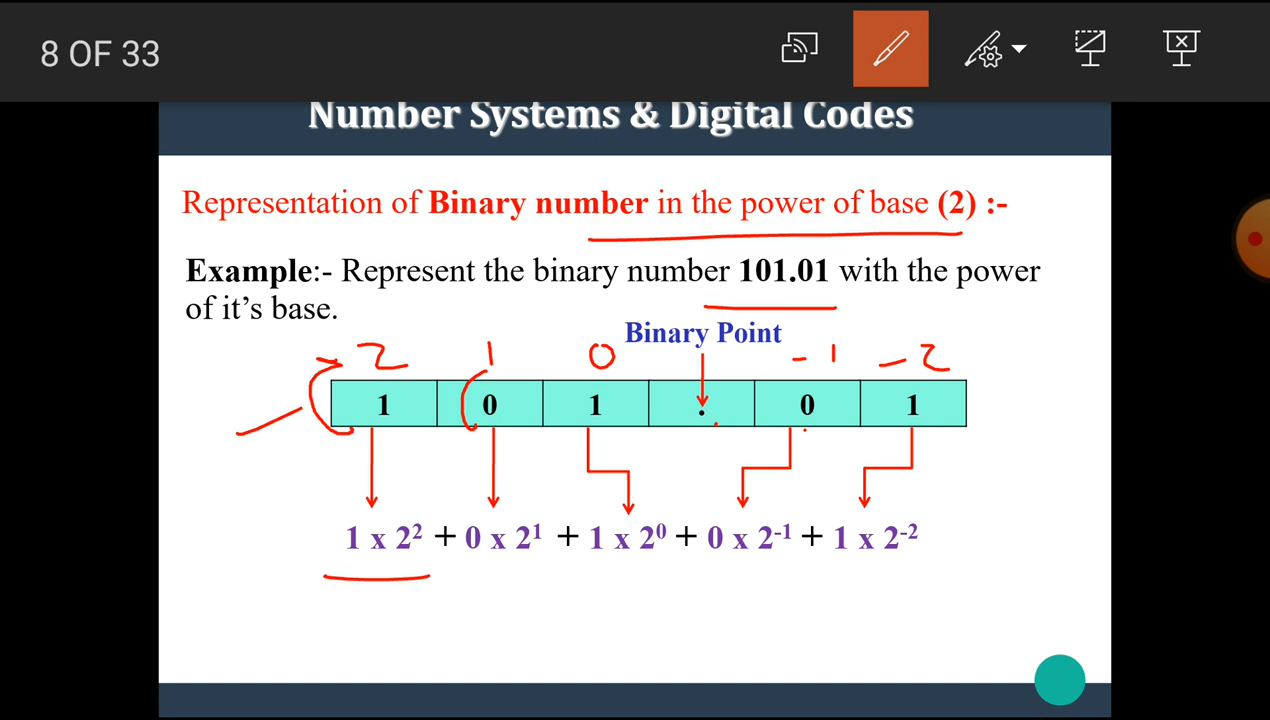 8 OF 33
Number Systems & Digital Codes
Representation of Binary number in the power of base (2) :-
Example:- Represent the binary number 101.01 with the power
of it’s base.
Binary Point
2 1 0 -1 -2
1 0 1 . 0 1
1 x 2² + 0 x 2¹ + 1 x 2⁰ + 0 x 2⁻¹ + 1 x 2⁻²